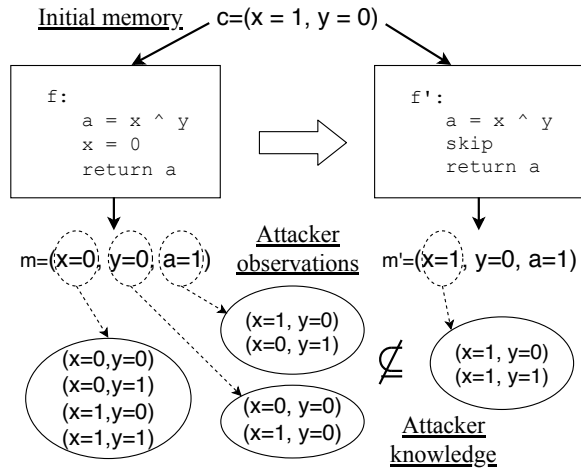 Initial memory
c=(x = 1, y = 0)
f:
a = x ^ y
x = 0
return a
f':
a = x ^ y
skip
return a
m=(x=0, y=0, a=1)
Attacker
observations
m'=(x=1, y=0, a=1)
(x=1, y=0)
(x=0, y=1)
(x=0,y=0)
(x=0,y=1)
(x=1,y=0)
(x=1,y=1)
(x=0, y=0)
(x=1, y=0)
⊈
(x=1, y=0)
(x=1, y=1)
Attacker
knowledge